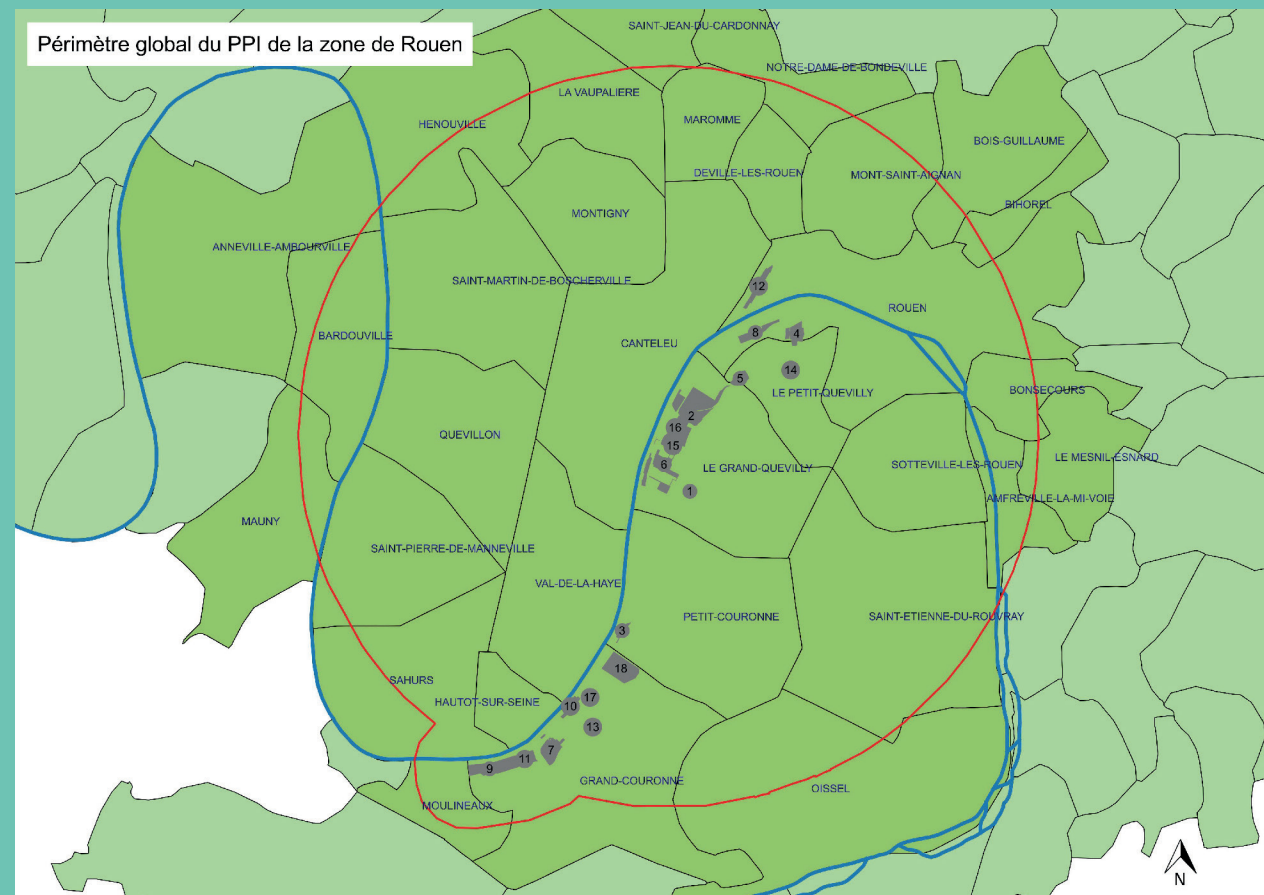 Périmètre global du PPI de la zone de Rouen
SAINT-JEAN-DU-CARDONNAY
NOTRE-DAME-DE-BONDEVILLE
LA VAUPALIERE
HENOUVILLE
MAROMME
BOIS-GUILLAUME
DEVILLE-LES-ROUEN
MONT-SAINT-AIGNAN
BIHOREL
MONTIGNY
ANNEVILLE-AMBOURVILLE
SAINT-MARTIN-DE-BOSCHERVILLE
12
ROUEN
BARDOUVILLE
CANTELEU
8
4
14
5
LE PETIT-QUEVILLY
BONSECOURS
2
16
QUEVILLON
15
6
LE GRAND-QUEVILLY
SOTTEVILLE-LES-ROUEN
LE MESNIL-ESNARD
1
AMFREVILLE-LA-MI-VOIE
MAUNY
SAINT-PIERRE-DE-MANNEVILLE
VAL-DE-LA-HAYE
PETIT-COURONNE
SAINT-ETIENNE-DU-ROUVRAY
3
18
SAHURS
HAUTOT-SUR-SEINE
17
10
13
7
11
9
GRAND-COURONNE
OISSEL
MOULINEAUX
N